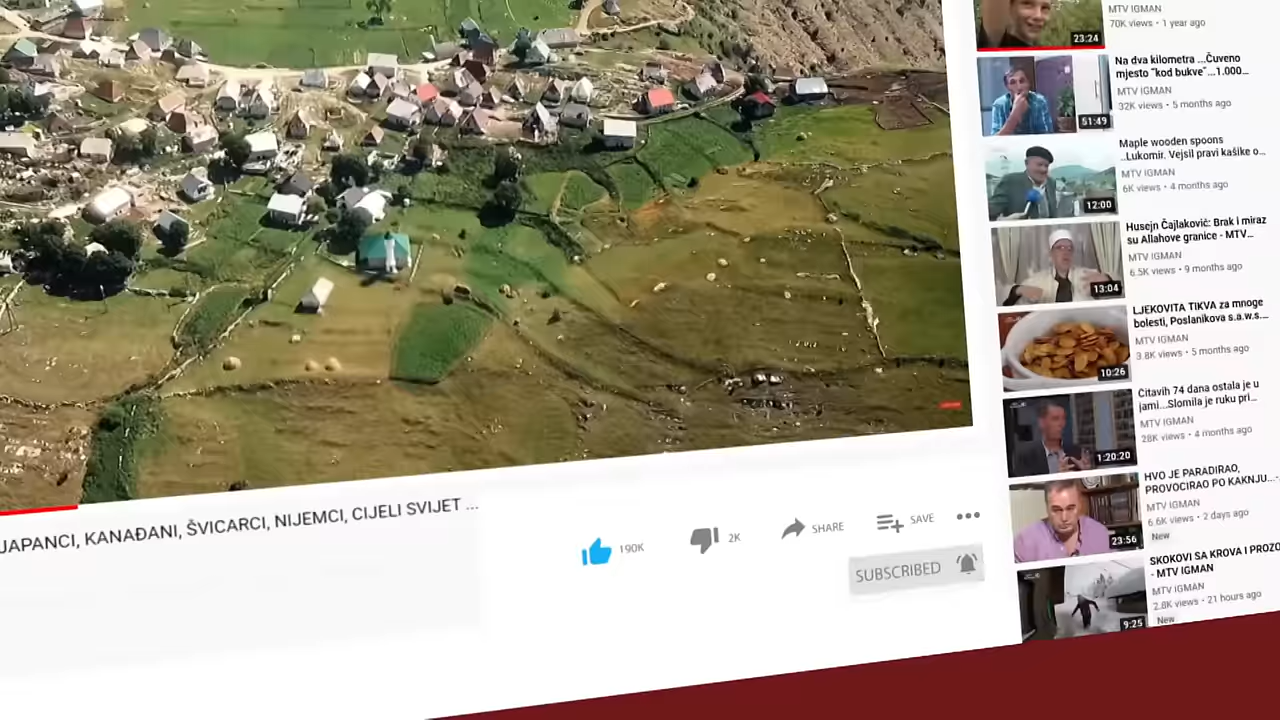 JAPANCI, KANAĐANI, ŠVICARCI, NIJEMCI, CIJELI SVIJET ...
190K
2K
SHARE
SAVE
SUBSCRIBED
MTV IGMAN
70K views • 1 year ago
23:24
Na dva kilometra ...Čuveno
mjesto "kod bukve"...1.000...
MTV IGMAN
32K views • 5 months ago
51:49
Maple wooden spoons
..Lukomir. Vejsil pravi kašike o...
MTV IGMAN
6K views • 4 months ago
12:00
Husejn Čajlaković: Brak i miraz
su Allahove granice - MTV...
MTV IGMAN
6.5K views • 9 months ago
13:04
LJEKOVITA TIKVA za mnoge
bolesti, Poslanikova s.a.w.s....
MTV IGMAN
3.8K views • 5 months ago
10:26
Citavih 74 dana ostala je u
jami...Slomila je ruku pri...
MTV IGMAN
28K views • 4 months ago
1:20:20
HVO JE PARADIRAO,
PROVOCIRAO PO KAKNJU...-
MTV IGMAN
6.6K views • 2 days ago
New
23:56
SKOKOVI SA KROVA I PROZO
- MTV IGMAN
MTV IGMAN
2.8K views • 21 hours ago
New
9:25